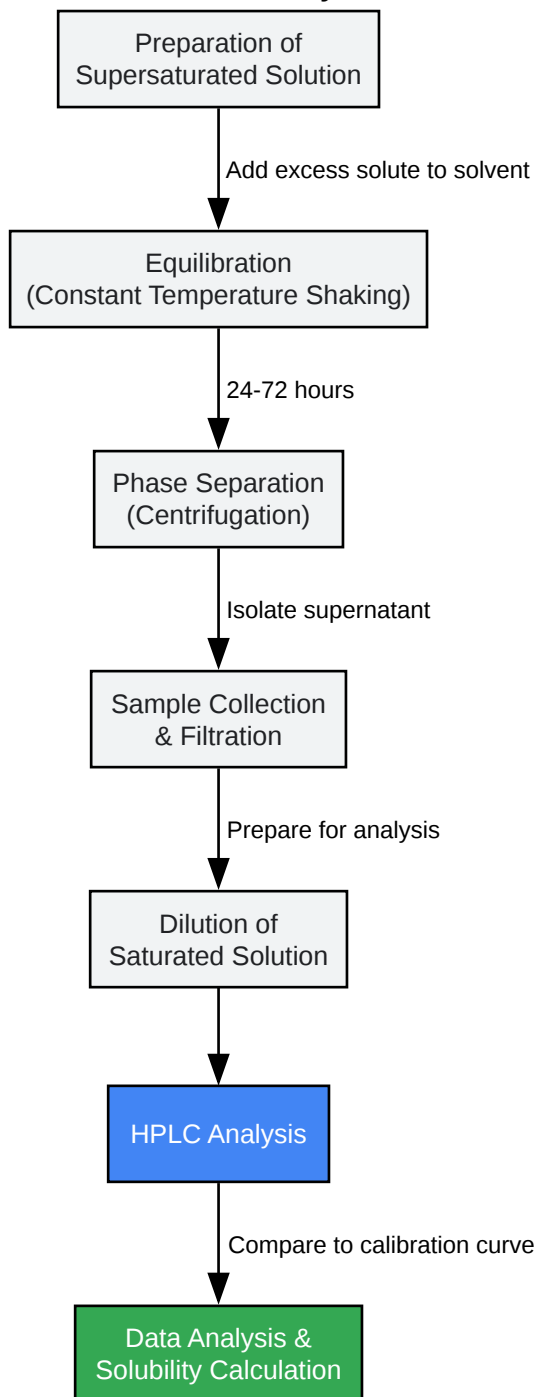 Preparation of
Supersaturated Solution
Add excess solute to solvent
Equilibration
(Constant Temperature Shaking)
24-72 hours
Phase Separation
(Centrifugation)
Isolate supernatant
Sample Collection
& Filtration
Prepare for analysis
Dilution of
Saturated Solution
HPLC Analysis
Compare to calibration curve
Data Analysis &
Solubility Calculation